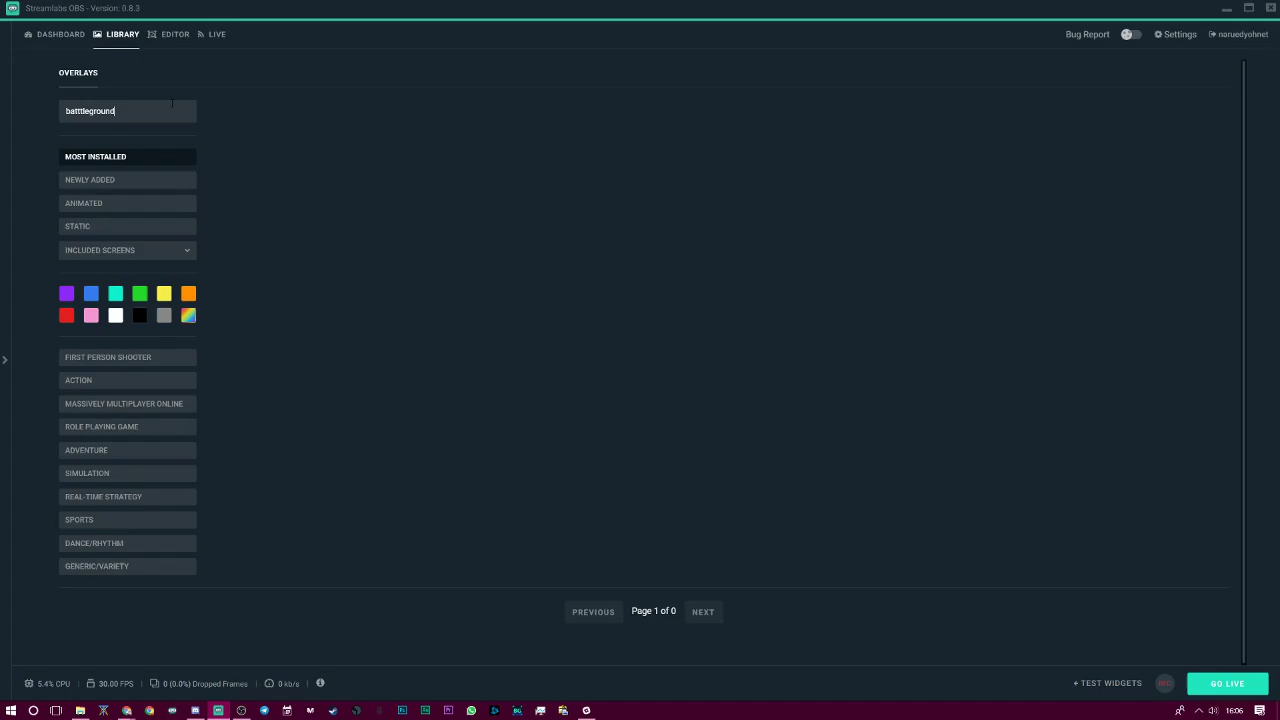 Streamlabs OBS - Version: 0.8.3
DASHBOARD LIBRARY EDITOR LIVE Bug Report Settings naruedyohnet
OVERLAYS
batttleground
MOST INSTALLED
NEWLY ADDED
ANIMATED
STATIC
INCLUDED SCREENS
FIRST PERSON SHOOTER
ACTION
MASSIVELY MULTIPLAYER ONLINE
ROLE PLAYING GAME
ADVENTURE
SIMULATION
REAL-TIME STRATEGY
SPORTS
DANCE/RHYTHM
GENERIC/VARIETY
PREVIOUS Page 1 of 0 NEXT
5.4% CPU 30.00 FPS 0 (0.0%) Dropped Frames 0 kb/s + TEST WIDGETS REC GO LIVE
16:06